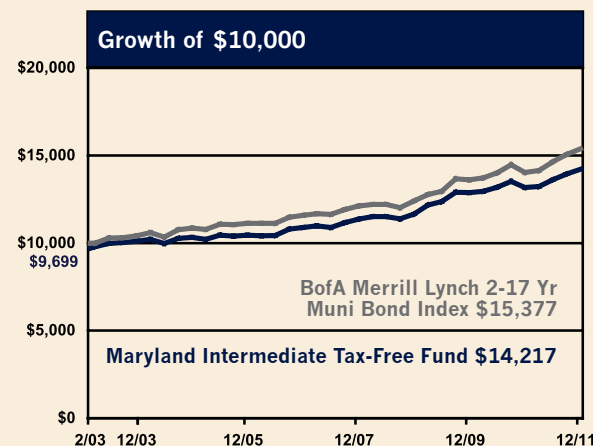 Growth of $10,000
$20,000
$15,000
$10,000
$9,699
BofA Merrill Lynch 2-17 Yr
Muni Bond Index $15,377
$5,000
Maryland Intermediate Tax-Free Fund $14,217
$0
2/03 12/03 12/05 12/07 12/09 12/11